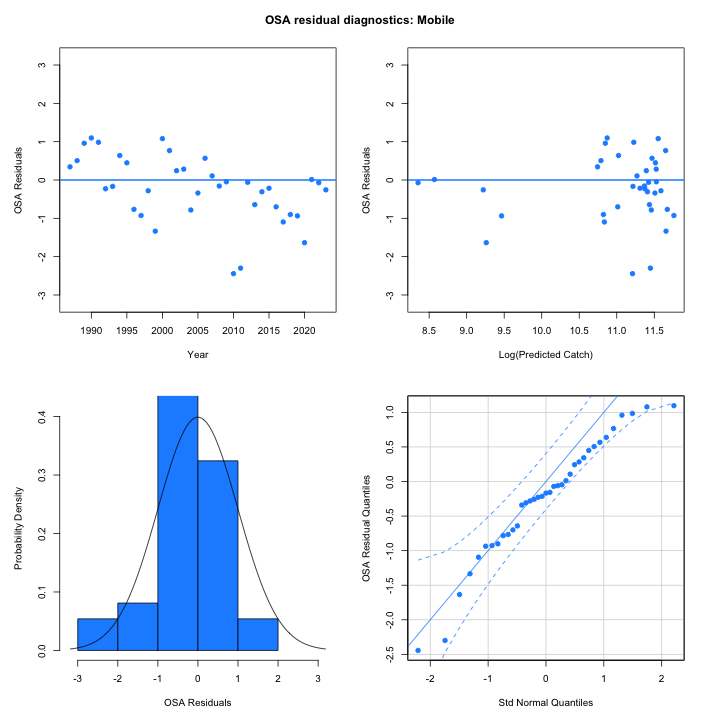 OSA residual diagnostics: Mobile
3
2
1
0
-1
-2
-3
OSA Residuals
1990 1995 2000 2005 2010 2015 2020
Year
3
2
1
0
-1
-2
-3
OSA Residuals
8.5 9.0 9.5 10.0 10.5 11.0 11.5
Log(Predicted Catch)
0.4
0.3
0.2
0.1
0.0
Probability Density
-3 -2 -1 0 1 2 3
OSA Residuals
1.0
0.5
0.0
-0.5
-1.0
-1.5
-2.0
-2.5
OSA Residual Quantiles
-2 -1 0 1 2
Std Normal Quantiles